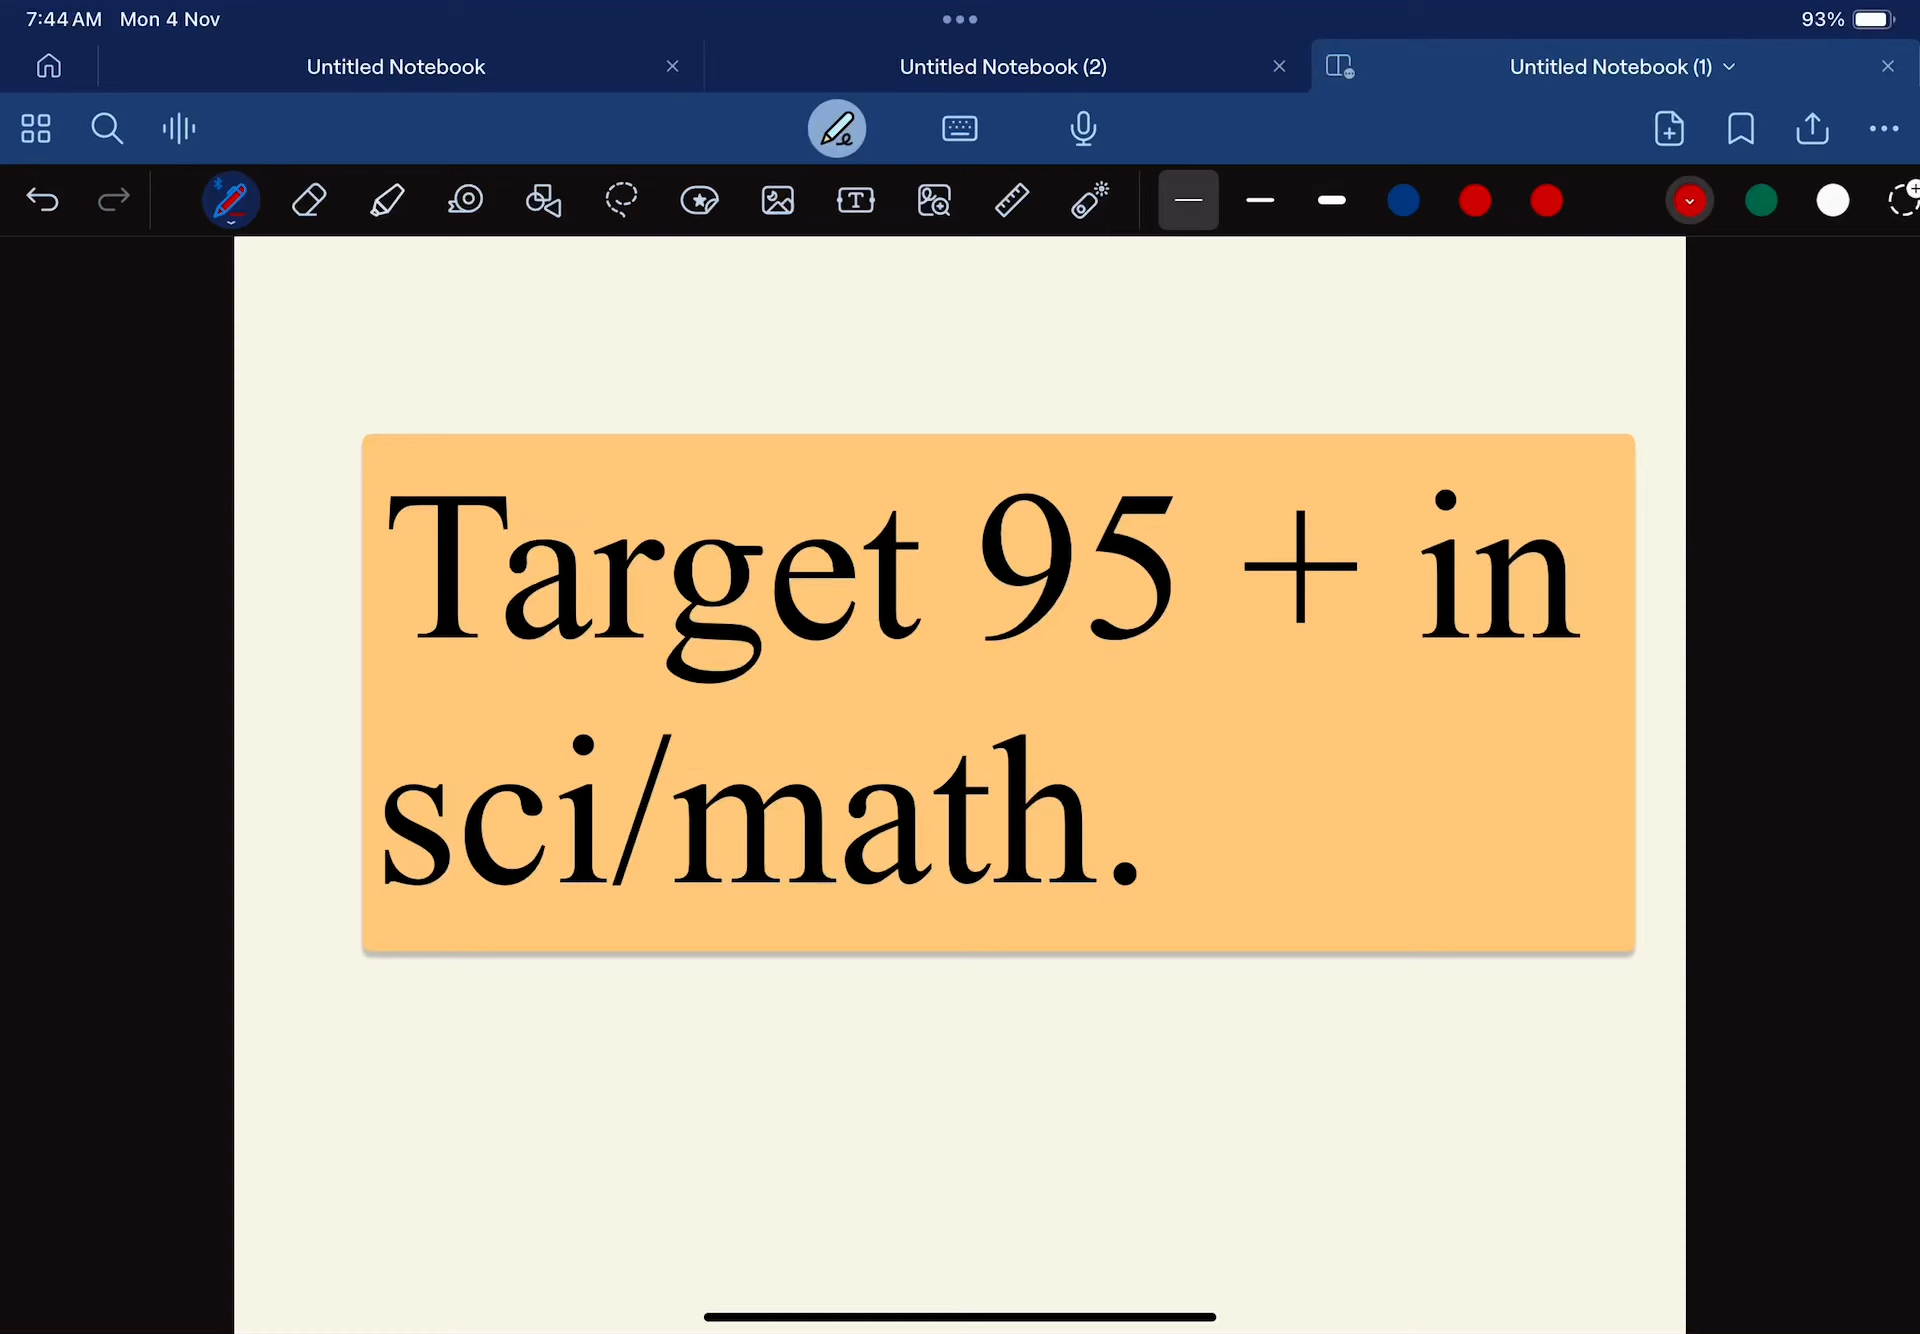 7:44 AM Mon 4 Nov
93%
Untitled Notebook
Untitled Notebook (2)
Untitled Notebook (1)
Target 95 + in
sci/math.